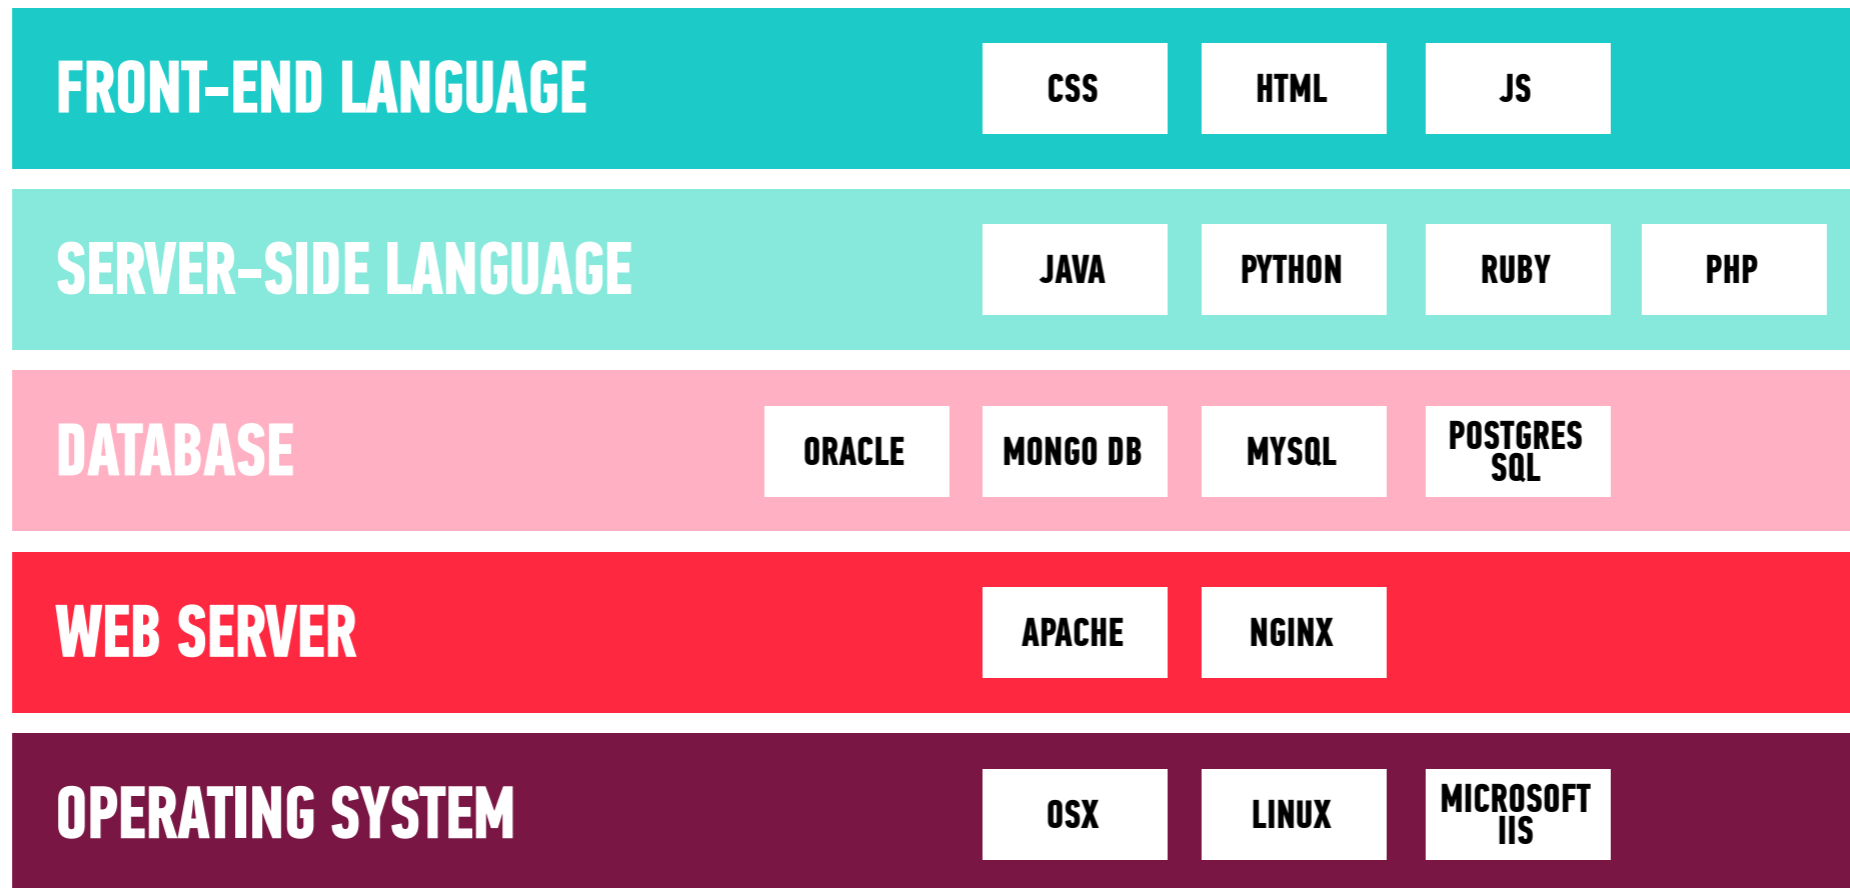 FRONT-END LANGUAGE
CSS
HTML
JS
SERVER-SIDE LANGUAGE
JAVA
PYTHON
RUBY
PHP
DATABASE
ORACLE
MONGO DB
MYSQL
POSTGRES
SQL
WEB SERVER
APACHE
NGINX
OPERATING SYSTEM
OSX
LINUX
MICROSOFT
IIS